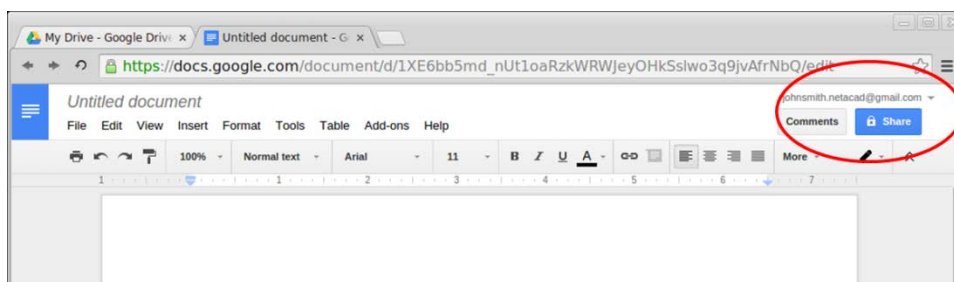 My Drive - Google Drive
Untitled document - G
https://docs.google.com/document/d/1XE6bb5md_nUt1oaRzkWRWJeyOHkSslwo3q9jvAfrNbQ/edit
Untitled document
johnsmith.netacad@gmail.com
File Edit View Insert Format Tools Table Add-ons Help
Comments
Share
100% Normal text Arial 11 B I U A More
1 1 2 3 4 5 6 7